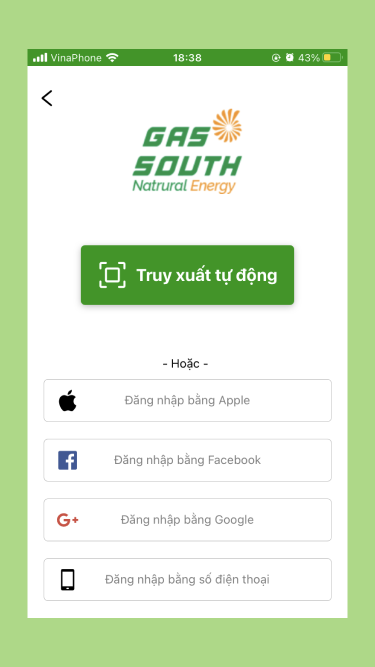 VinaPhone 18:38 43%
GAS
SOUTH
Natrural Energy
Truy xuất tự động
- Hoặc -
Đăng nhập bằng Apple
Đăng nhập bằng Facebook
Đăng nhập bằng Google
Đăng nhập bằng số điện thoại